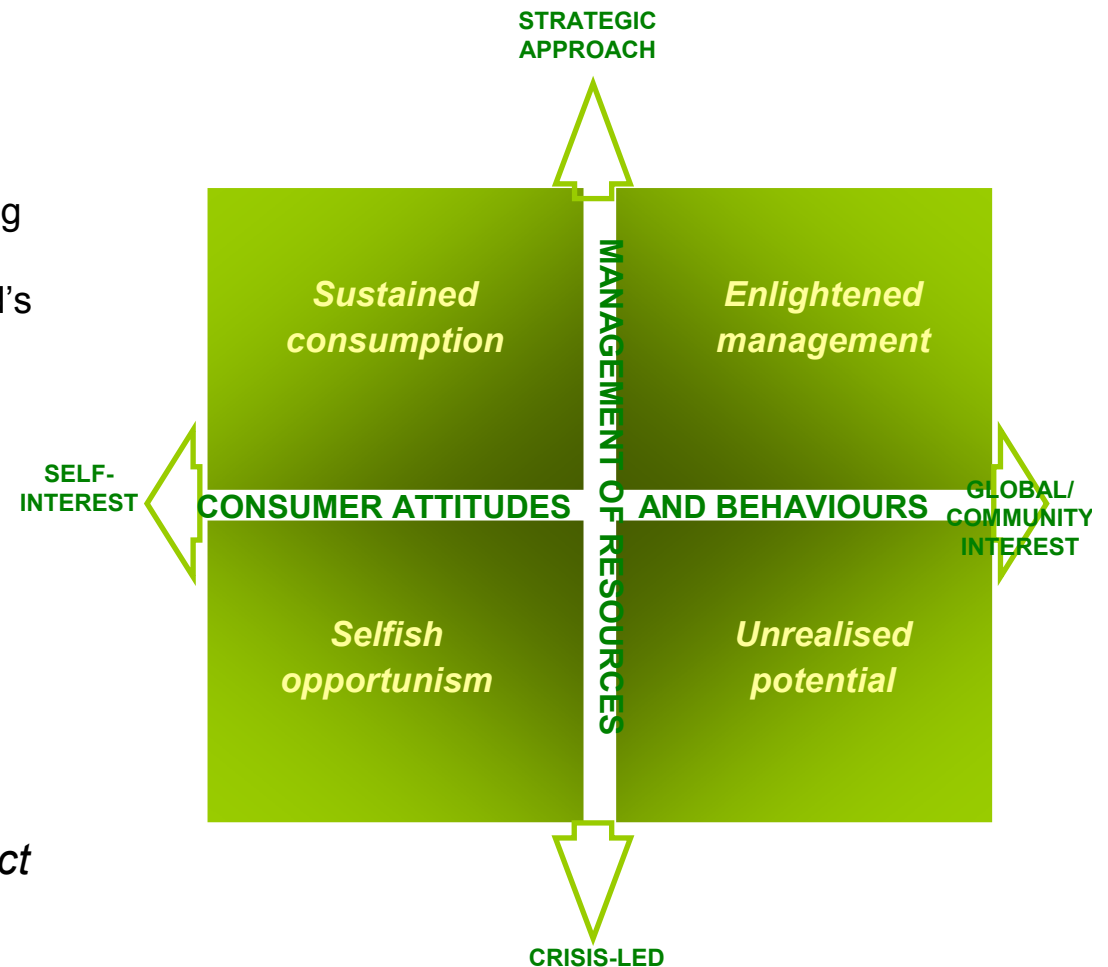 STRATEGIC
APPROACH
g
l's
Sustained
consumption
Enlightened
management
MANAGEMENT OF RESOURCES
SELF-
INTEREST
CONSUMER ATTITUDES AND BEHAVIOURS
GLOBAL/
COMMUNITY
INTEREST
Selfish
opportunism
Unrealised
potential
ct
CRISIS-LED